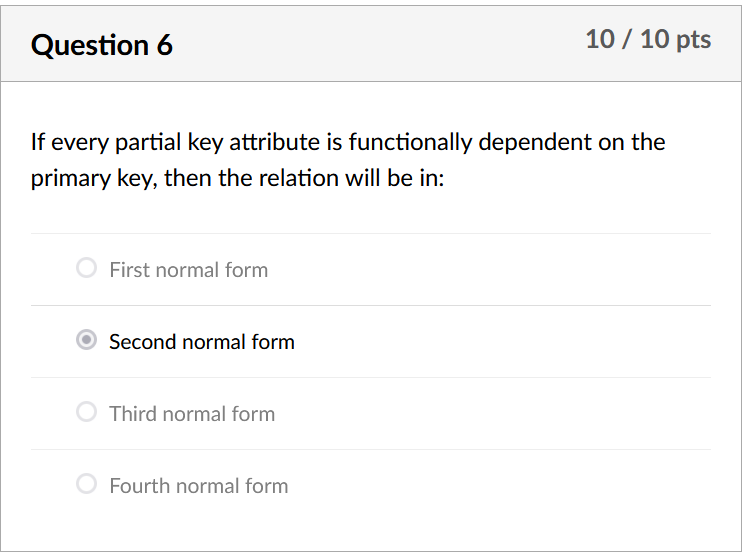 Question 6
10 / 10 pts
If every partial key attribute is functionally dependent on the
primary key, then the relation will be in:
First normal form
Second normal form
Third normal form
Fourth normal form